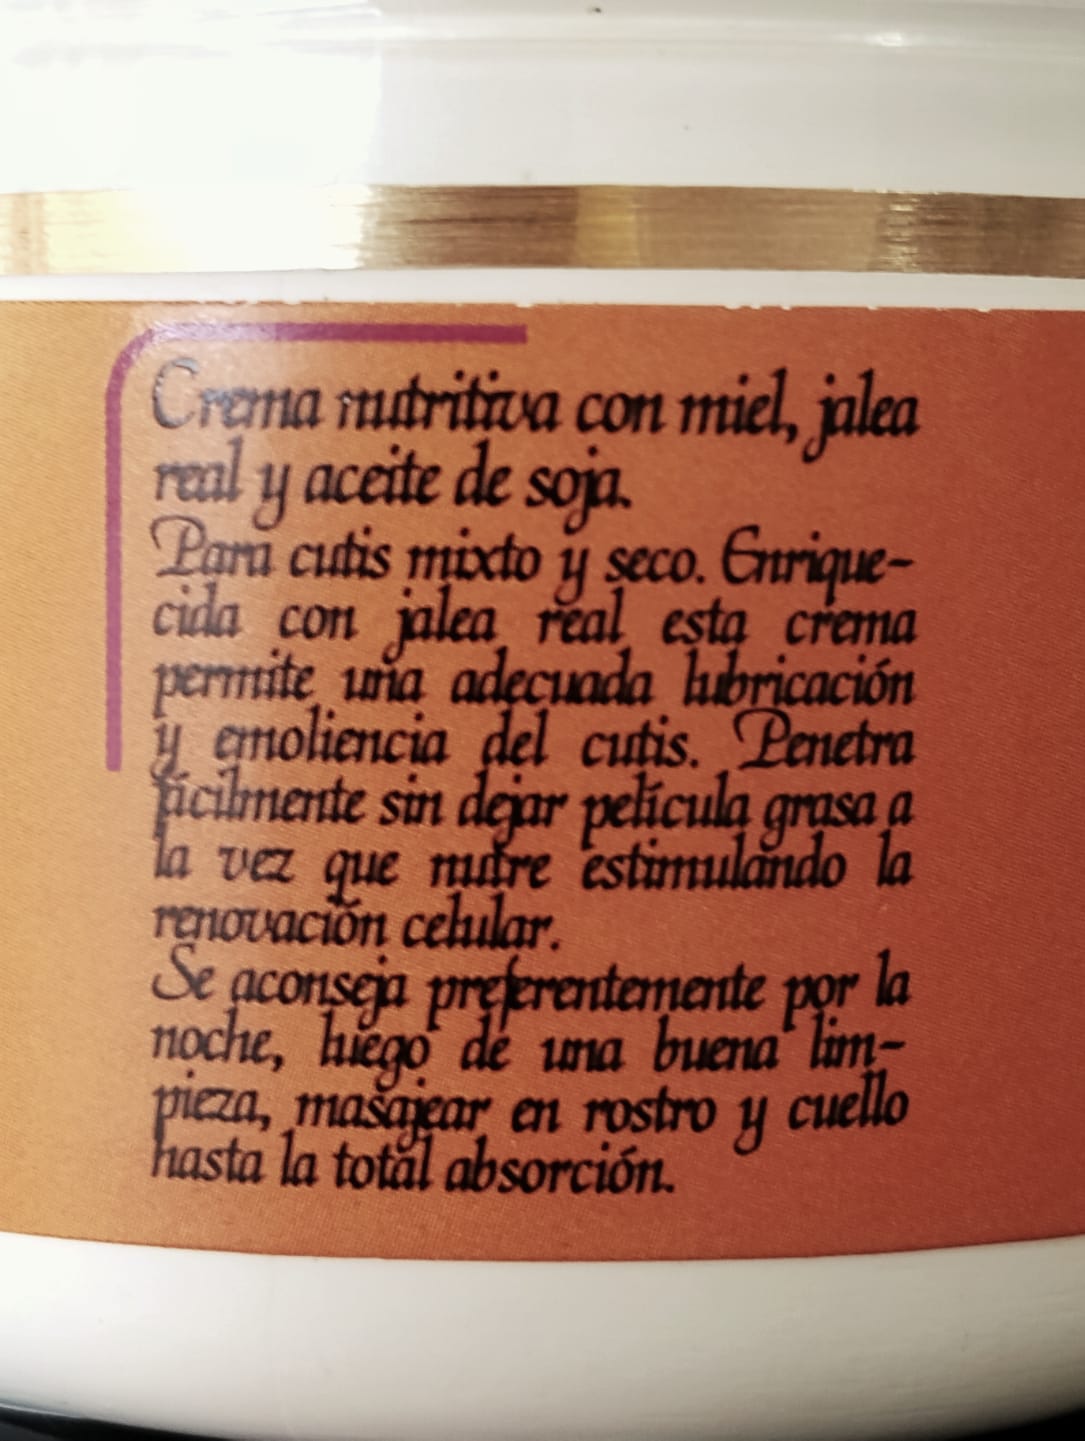 Crema nutritiva con miel, jalea
real y aceite de soja.
Para cutis mixto y seco. Enrique-
cida con jalea real esta crema
permite una adecuada lubricación
y emoliencia del cutis. Penetra
fácilmente sin dejar película grasa a
la vez que nutre estimulando la
renovación celular.
Se aconseja preferentemente por la
noche, luego de una buena lim-
pieza, masajear en rostro y cuello
hasta la total absorción.